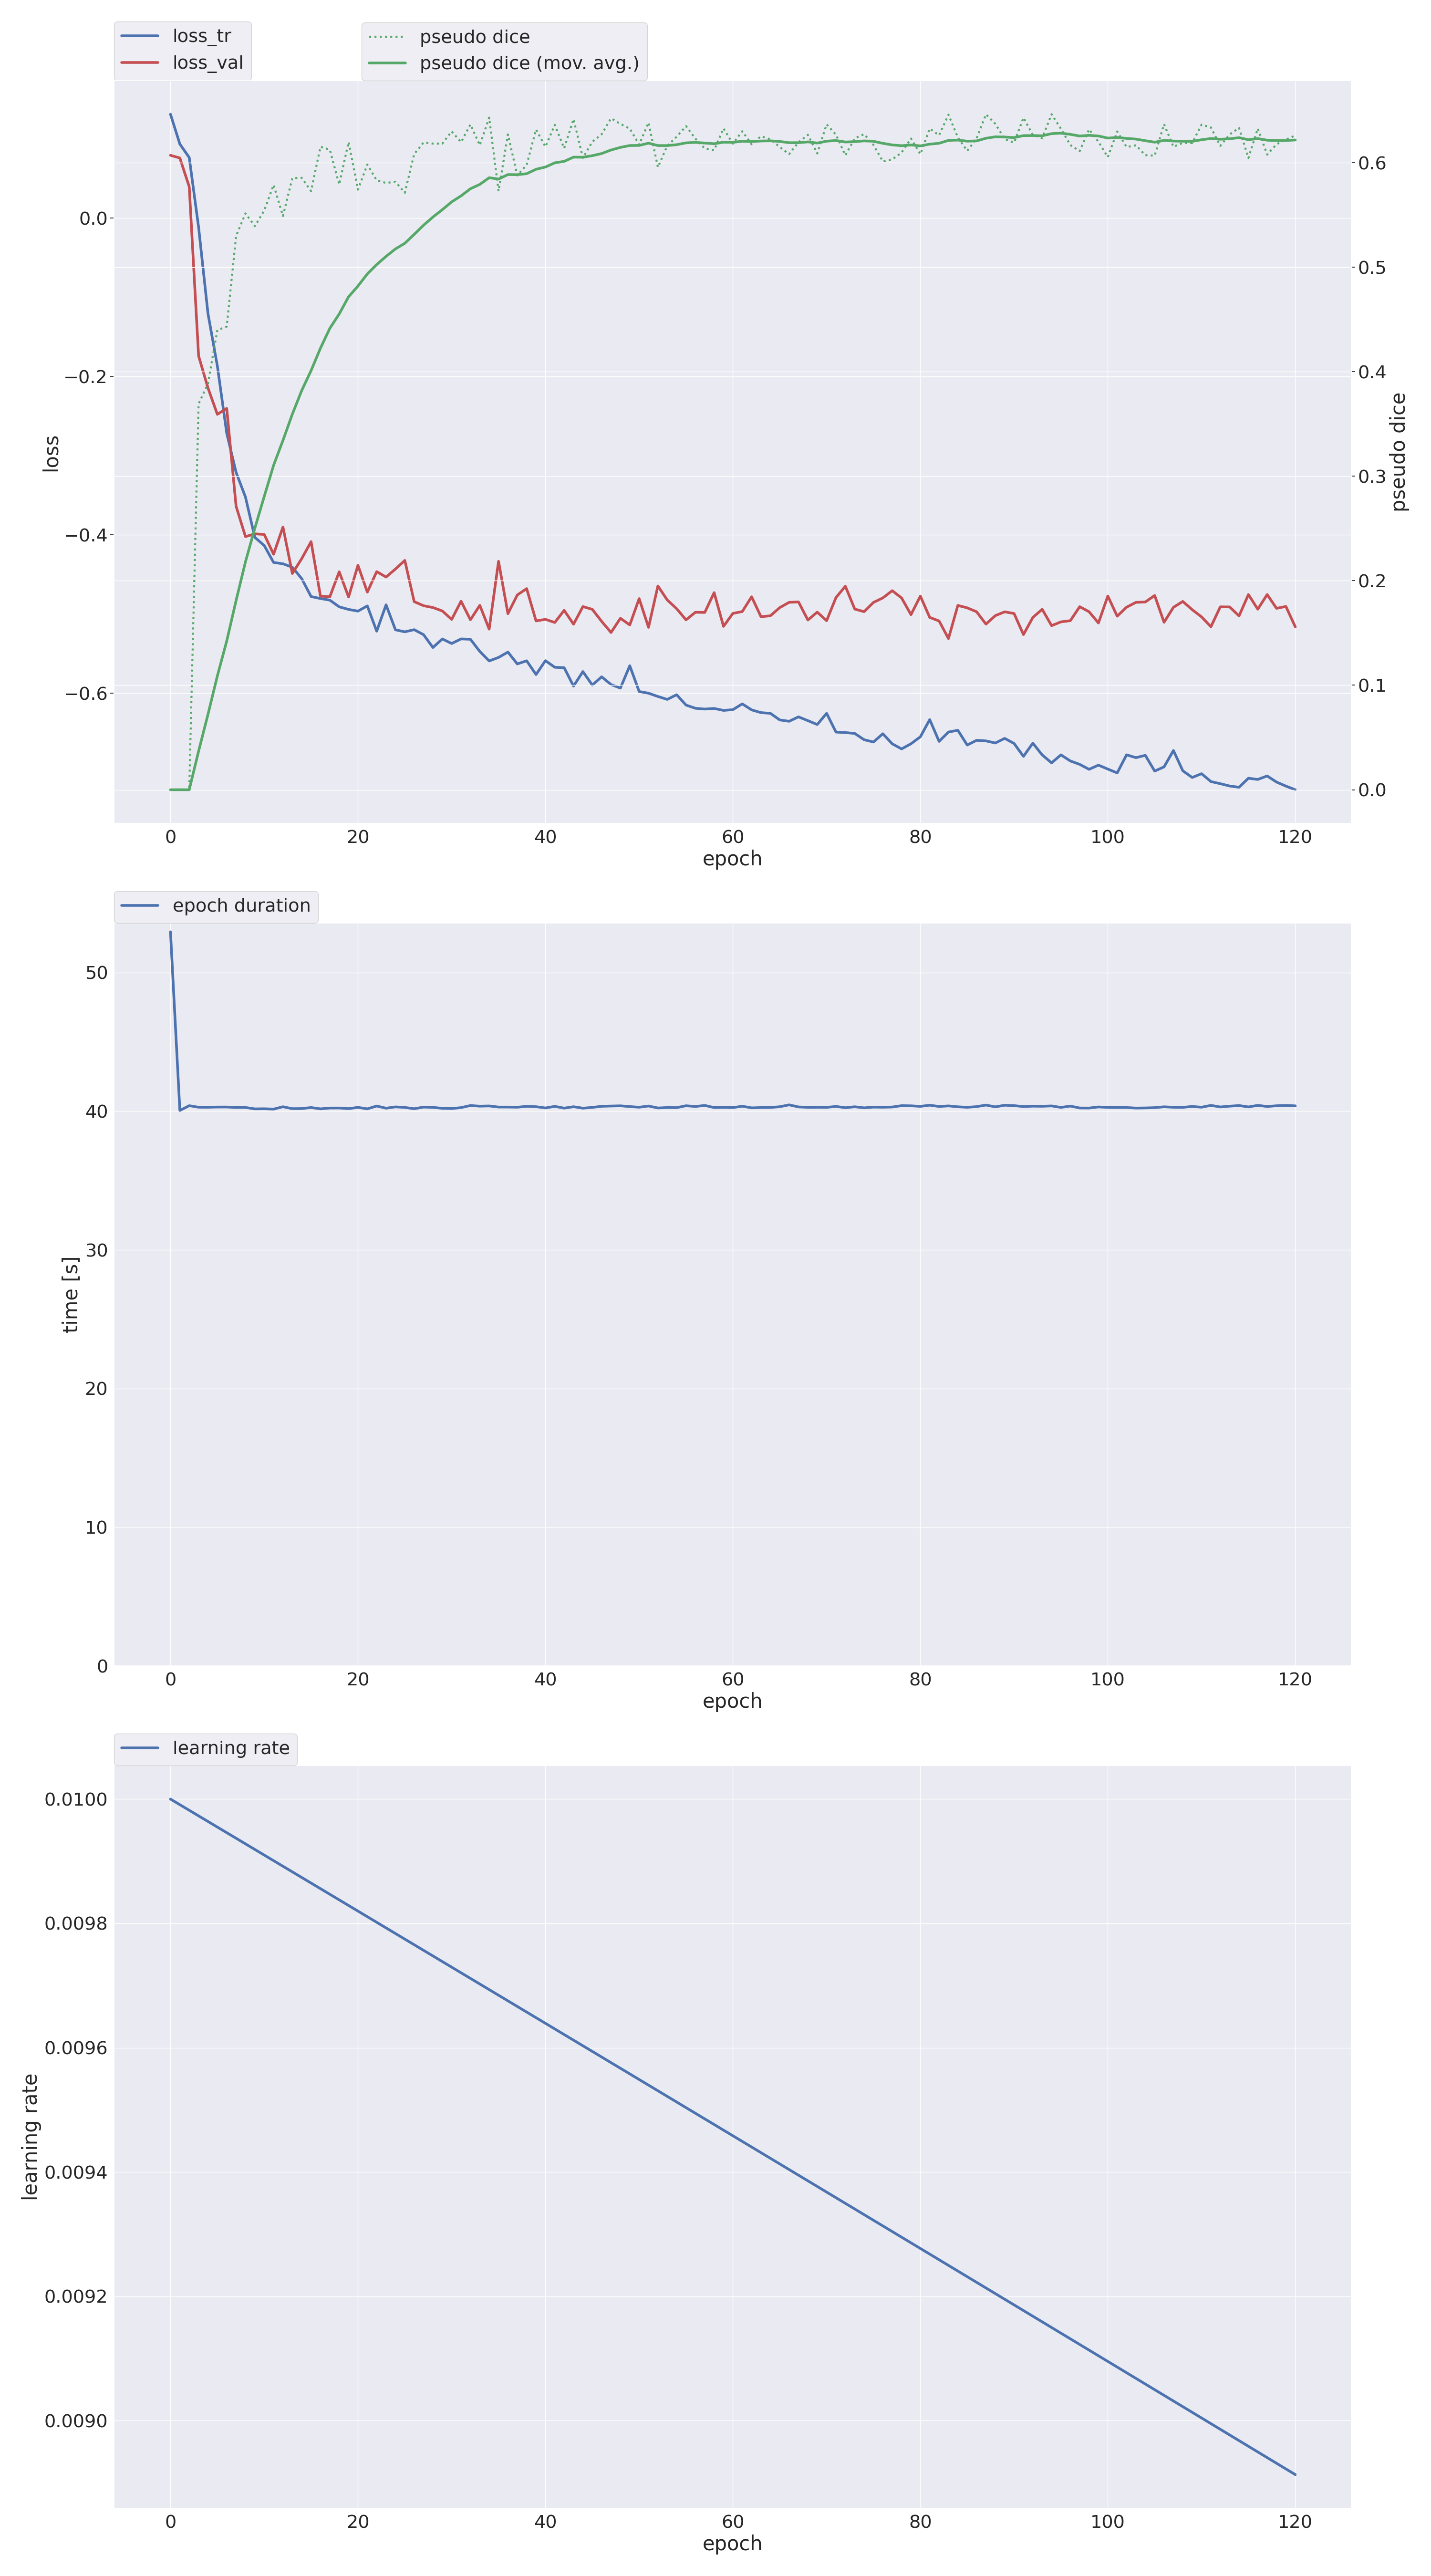 loss_tr
loss_val
pseudo dice
pseudo dice (mov. avg.)
0.0
−0.2
−0.4
−0.6
loss
0.6
0.5
0.4
0.3
0.2
0.1
0.0
pseudo dice
0 20 40 60 80 100 120
epoch
epoch duration
50
40
30
20
10
0
time [s]
0 20 40 60 80 100 120
epoch
learning rate
0.0100
0.0098
0.0096
0.0094
0.0092
0.0090
learning rate
0 20 40 60 80 100 120
epoch